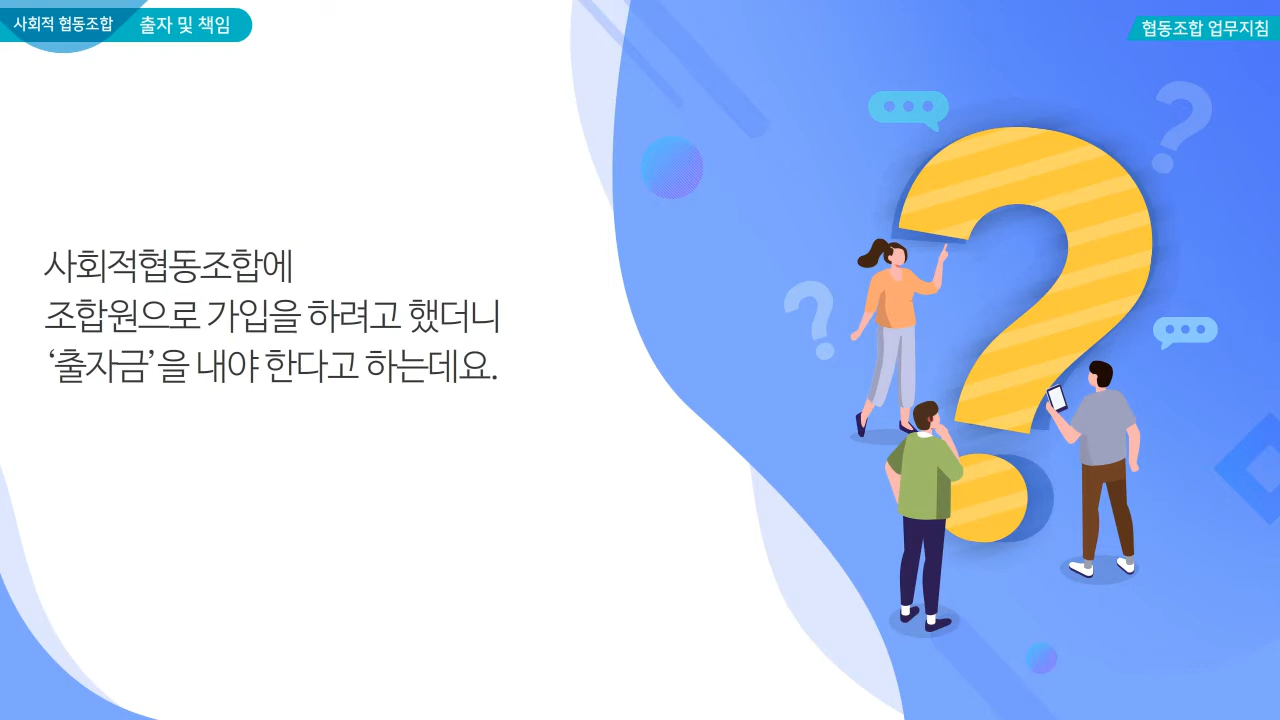 사회적 협동조합
출자 및 책임
협동조합 업무지침
사회적협동조합에
조합원으로 가입을 하려고 했더니
‘출자금’을 내야 한다고 하는데요.